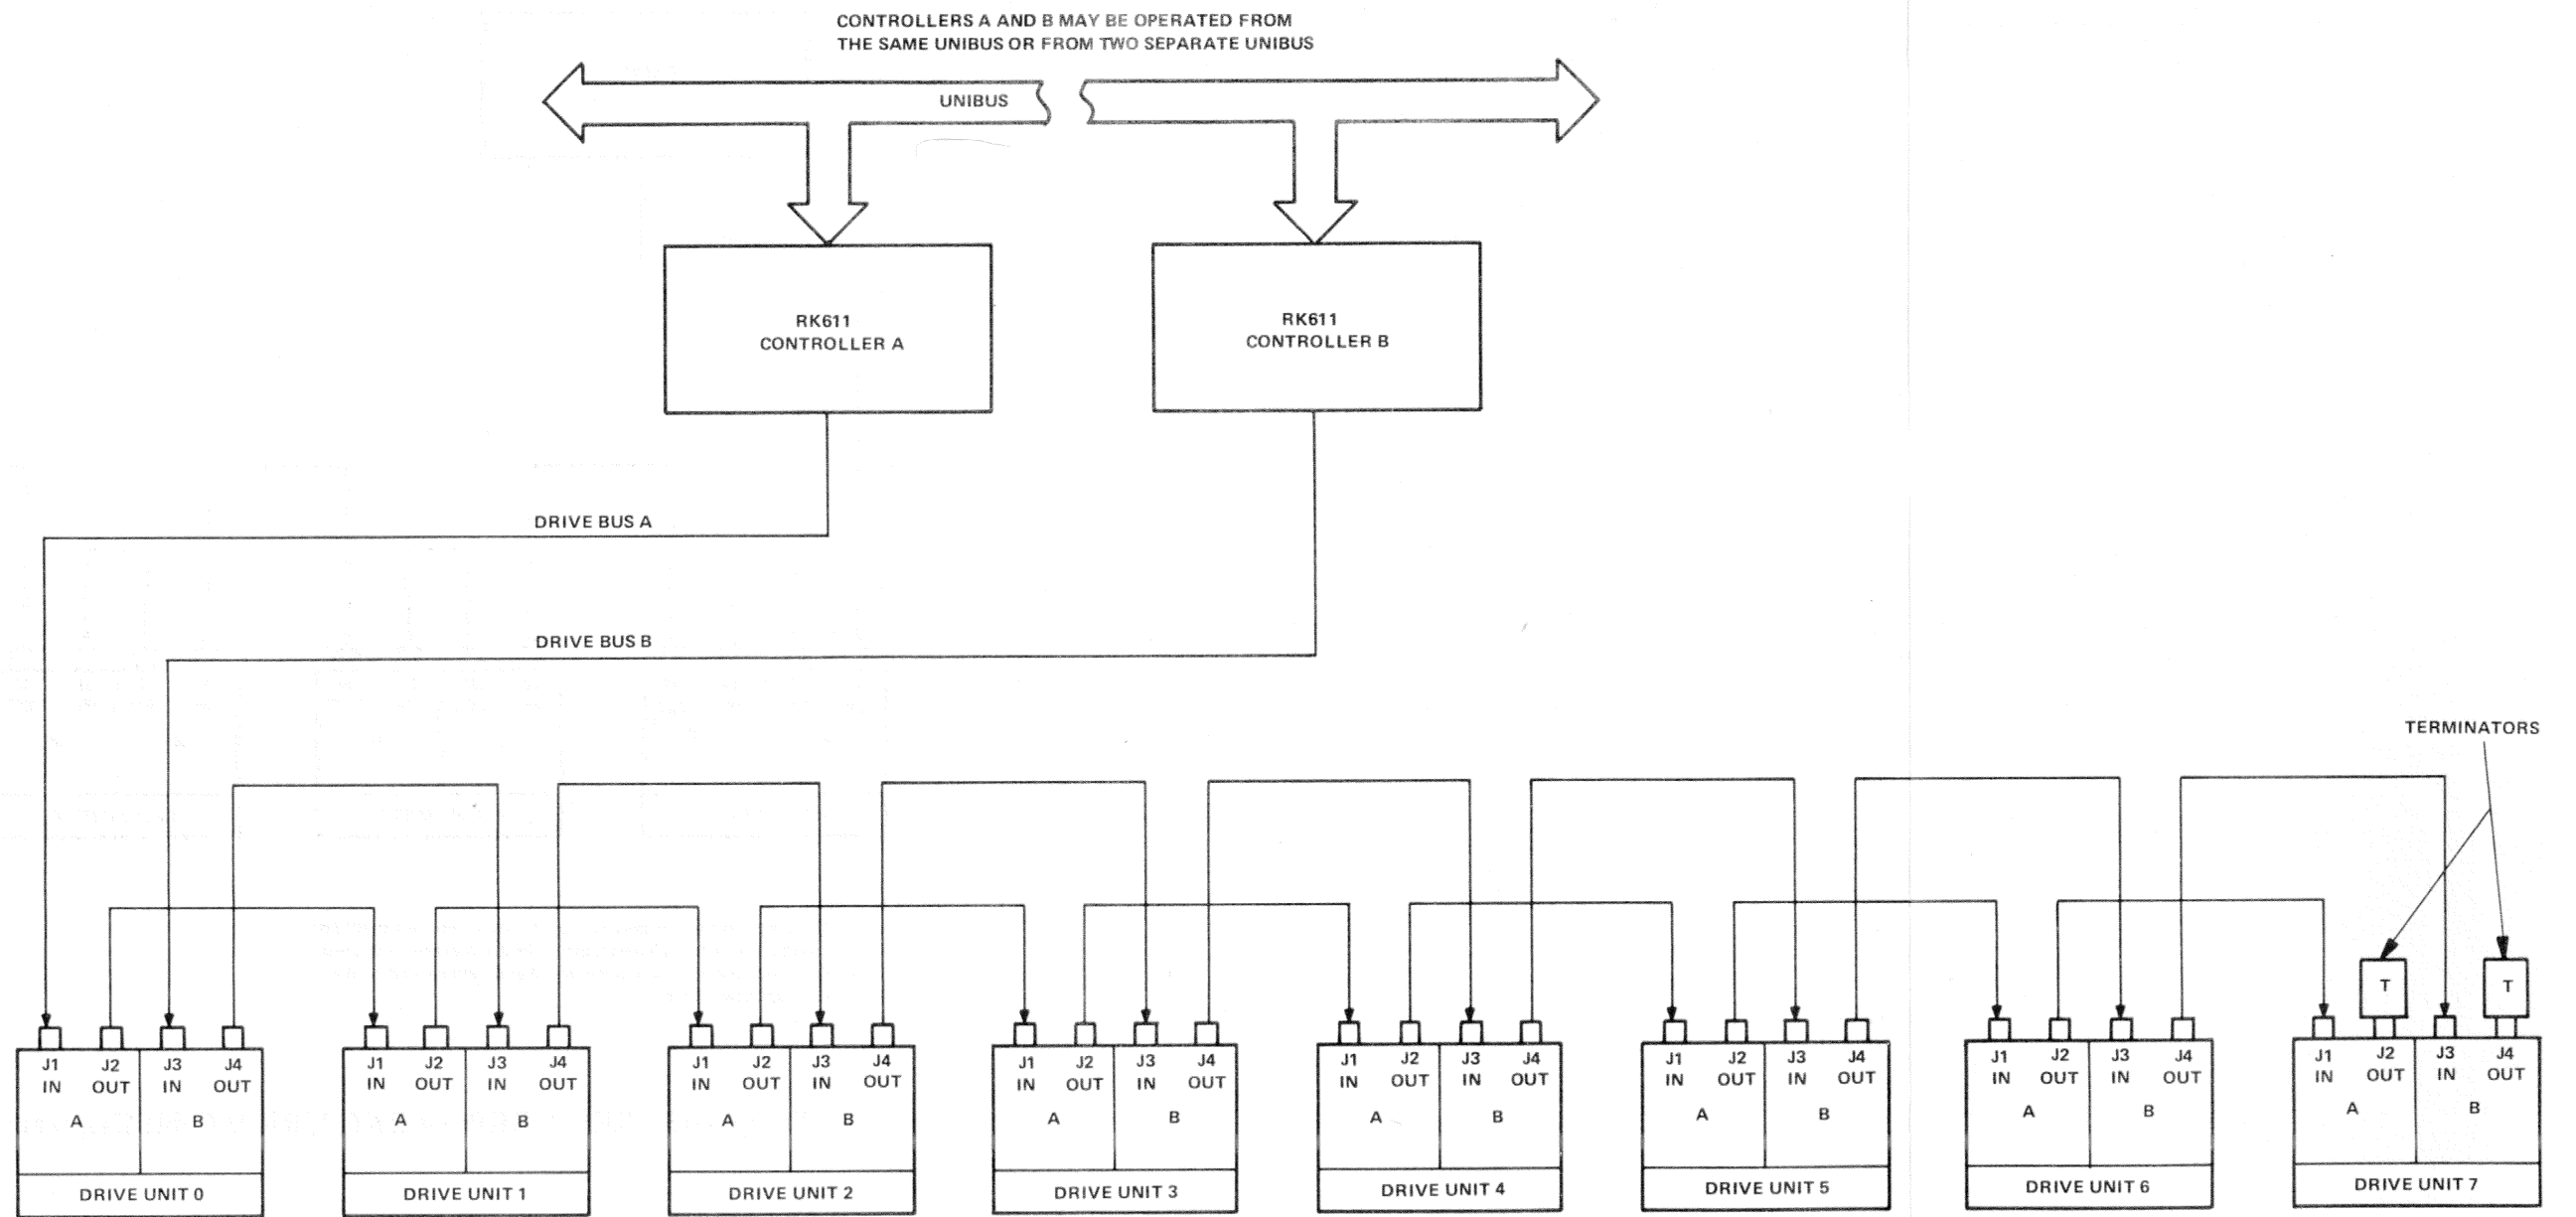 CONTROLLERS A AND B MAY BE OPERATED FROM
THE SAME UNIBUS OR FROM TWO SEPARATE UNIBUS
UNIBUS
RK611
CONTROLLER A
RK611
CONTROLLER B
DRIVE BUS A
DRIVE BUS B
TERMINATORS
T
T
J1 J2 J3 J4
IN OUT IN OUT
A B
DRIVE UNIT 0
J1 J2 J3 J4
IN OUT IN OUT
A B
DRIVE UNIT 1
J1 J2 J3 J4
IN OUT IN OUT
A B
DRIVE UNIT 2
J1 J2 J3 J4
IN OUT IN OUT
A B
DRIVE UNIT 3
J1 J2 J3 J4
IN OUT IN OUT
A B
DRIVE UNIT 4
J1 J2 J3 J4
IN OUT IN OUT
A B
DRIVE UNIT 5
J1 J2 J3 J4
IN OUT IN OUT
A B
DRIVE UNIT 6
J1 J2 J3 J4
IN OUT IN OUT
A B
DRIVE UNIT 7